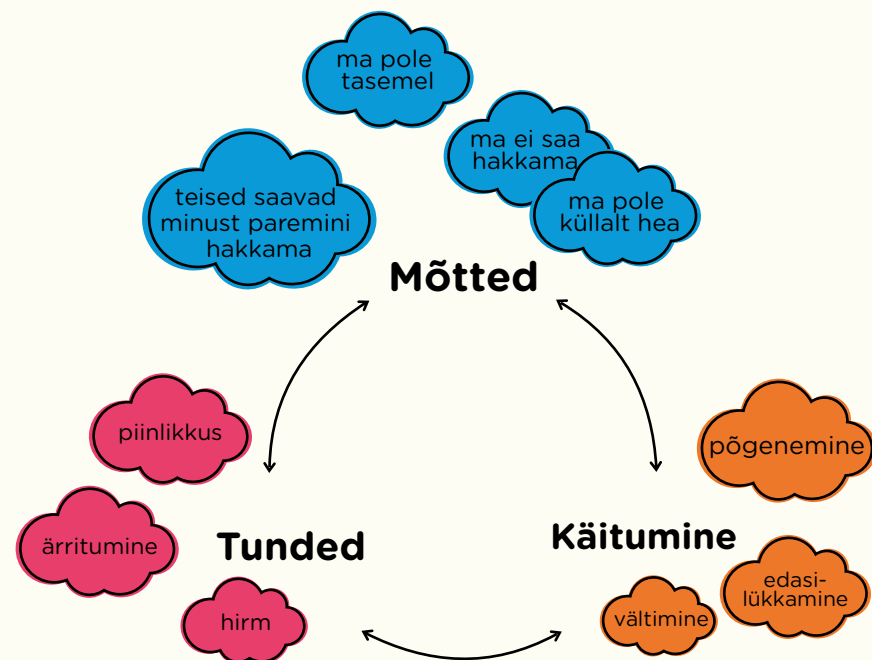 ma pole
tasemel
ma ei saa
hakkama
teised saavad
minust paremini
hakkama
ma pole
küllalt hea
Mõtted
piinlikkus
põgenemine
ärritumine
Tunded
Käitumine
hirm
vältimine
edasi-
lükkamine